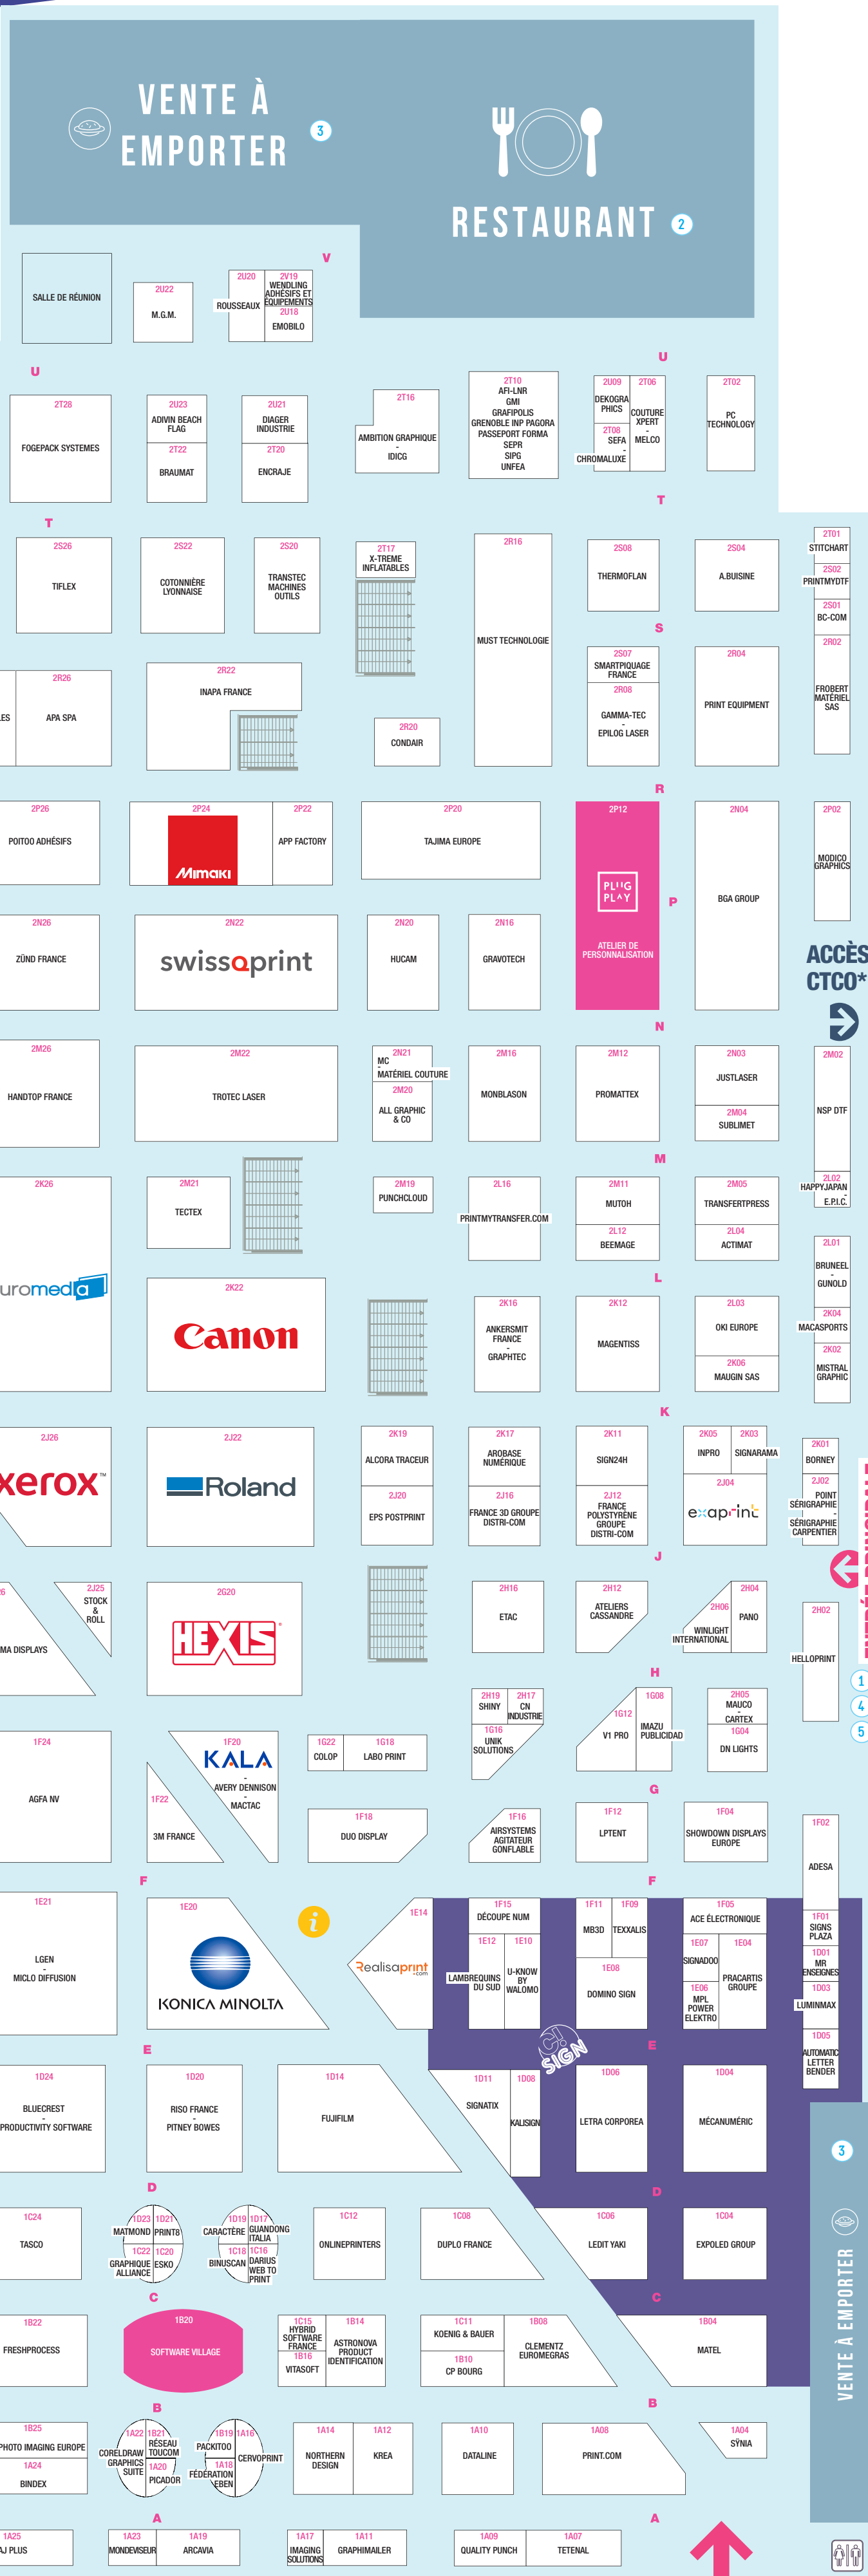 VENTE À
EMPORTER
3
RESTAURANT
2
V
SALLE DE RÉUNION
2U22
M.G.M.
2U20
ROUSSEAUX
2V19
WENDLING
ADHÉSIFS ET
ÉQUIPEMENTS
2U18
EMOBILO
U
U
2T28
FOGEPACK SYSTEMES
2U23
ADIVIN BEACH
FLAG
2T22
BRAUMAT
2U21
DIAGER
INDUSTRIE
2T20
ENCRAJE
2T16
AMBITION GRAPHIQUE
-
IDICG
2T10
AFI-LNR
GMI
GRAFIPOLIS
GRENOBLE INP PAGORA
PASSEPORT FORMA
SEPR
SIPG
UNFEA
2U09
DEKOGRA
PHICS
2T08
SEFA
-
CHROMALUXE
2T06
COUTURE
XPERT
-
MELCO
2T02
PC
TECHNOLOGY
T
T
2S26
TIFLEX
2S22
COTONNIÈRE
LYONNAISE
2S20
TRANSTEC
MACHINES
OUTILS
2T17
X-TREME
INFLATABLES
2R16
MUST TECHNOLOGIE
2S08
THERMOFLAN
2S04
A.BUISINE
2T01
STITCHART
2S02
PRINTMYDTF
2S01
BC-COM
2R02
FROBERT
MATÉRIEL
SAS
S
ES
2R26
APA SPA
2R22
INAPA FRANCE
2R20
CONDAIR
2S07
SMARTPIQUAGE
FRANCE
2R08
GAMMA-TEC
-
EPILOG LASER
2R04
PRINT EQUIPMENT
R
2P26
POITOO ADHÉSIFS
2P24
Mimaki
2P22
APP FACTORY
2P20
TAJIMA EUROPE
2P12
PLUG
PLAY
ATELIER DE
PERSONNALISATION
P
2N04
BGA GROUP
2P02
MODICO
GRAPHICS
2N26
ZÜND FRANCE
2N22
swissQprint
2N20
HUCAM
2N16
GRAVOTECH
ACCÈS
CTCO*
N
2M26
HANDTOP FRANCE
2M22
TROTEC LASER
2N21
MC
-
MATÉRIEL COUTURE
2M20
ALL GRAPHIC
& CO
2M16
MONBLASON
2M12
PROMATTEX
2N03
JUSTLASER
2M04
SUBLIMET
2M02
NSP DTF
2L02
HAPPYJAPAN
-
E.P.I.C.
M
2K26
uromedia
2M21
TECTEX
2M19
PUNCHCLOUD
2L16
PRINTMYTRANSFER.COM
2M11
MUTOH
2L12
BEEMAGE
2M05
TRANSFERTPRESS
2L04
ACTIMAT
2L01
BRUNEEL
-
GUNOLD
2K04
MACASPORTS
2K02
MISTRAL
GRAPHIC
L
2K22
Canon
2K16
ANKERSMIT
FRANCE
-
GRAPHTEC
2K12
MAGENTISS
2L03
OKI EUROPE
2K06
MAUGIN SAS
K
2J26
xerox™
2J22
Roland
2K19
ALCORA TRACEUR
2J20
EPS POSTPRINT
2K17
AROBASE
NUMÉRIQUE
2J16
FRANCE 3D GROUPE
DISTRI-COM
2K11
SIGN24H
2J12
FRANCE
POLYSTYRÈNE
GROUPE
DISTRI-COM
2K05
INPRO
2K03
SIGNARAMA
2J04
exaprint
2K01
BORNEY
2J02
POINT
SÉRIGRAPHIE
-
SÉRIGRAPHIE
CARPENTIER
J
6
MA DISPLAYS
2J25
STOCK
&
ROLL
2G20
HEXIS®
2H16
ETAC
2H12
ATELIERS
CASSANDRE
2H06
WINLIGHT
INTERNATIONAL
2H04
PANO
2H02
HELLOPRINT
1
4
5
H
2H19
SHINY
2H17
CN
INDUSTRIE
1G16
UNIK
SOLUTIONS
1G12
V1 PRO
1G08
IMAZU
PUBLICIDAD
2H05
MAUCO
-
CARTEX
1G04
DN LIGHTS
1F24
AGFA NV
1F22
3M FRANCE
1F20
KALA
-
AVERY DENNISON
-
MACTAC
1G22
COLOP
1G18
LABO PRINT
G
1F18
DUO DISPLAY
1F16
AIRSYSTEMS
AGITATEUR
GONFLABLE
1F12
LPTENT
1F04
SHOWDOWN DISPLAYS
EUROPE
1F02
ADESA
F
F
1E21
LGEN
-
MICLO DIFFUSION
1E20
KONICA MINOLTA
i
1E14
Realisaprint
.com
1F15
DÉCOUPE NUM
1E12
LAMBREQUINS
DU SUD
1E10
U-KNOW
BY
WALOMO
1F11
MB3D
1F09
TEXXALIS
1E08
DOMINO SIGN
1F05
ACE ÉLECTRONIQUE
1E07
SIGNADOO
1E06
MPL
POWER
ELEKTRO
1E04
PRACARTIS
GROUPE
1F01
SIGNS
PLAZA
1D01
MR
ENSEIGNES
1D03
LUMINMAX
1D05
AUTOMATIC
LETTER
BENDER
C!
SIGN
E
E
1D24
BLUECREST
-
PRODUCTIVITY SOFTWARE
1D20
RISO FRANCE
-
PITNEY BOWES
1D14
FUJIFILM
1D11
SIGNATIX
1D08
KALISIGN
1D06
LETRA CORPOREA
1D04
MÉCANUMÉRIC
3
VENTE À EMPORTER
D
D
1C24
TASCO
1D23
MATMOND
1D21
PRINT8
1C22
GRAPHIQUE
ALLIANCE
1C20
ESKO
1D19
CARACTÈRE
1D17
GUANDONG
ITALIA
1C18
BINUSCAN
1C16
DARIUS
WEB TO
PRINT
1C12
ONLINEPRINTERS
1C08
DUPLO FRANCE
1C06
LEDIT YAKI
1C04
EXPOLED GROUP
C
C
1B22
FRESHPROCESS
1B20
SOFTWARE VILLAGE
1C15
HYBRID
SOFTWARE
FRANCE
1B16
VITASOFT
1B14
ASTRONOVA
PRODUCT
IDENTIFICATION
1C11
KOENIG & BAUER
1B10
CP BOURG
1B08
CLEMENTZ
EUROMEGRAS
1B04
MATEL
B
B
1B25
PHOTO IMAGING EUROPE
1A24
BINDEX
1A22
CORELDRAW
GRAPHICS
SUITE
1B21
RÉSEAU
TOUCOM
1A20
PICADOR
1B19
PACKITOO
1A18
FÉDÉRATION
EBEN
1A16
CERVOPRINT
1A14
NORTHERN
DESIGN
1A12
KREA
1A10
DATALINE
1A08
PRINT.COM
1A04
SŸNIA
A
A
1A25
AJ PLUS
1A23
MONDEVISEUR
1A19
ARCAVIA
1A17
IMAGING
SOLUTIONS
1A11
GRAPHIMAILER
1A09
QUALITY PUNCH
1A07
TETENAL